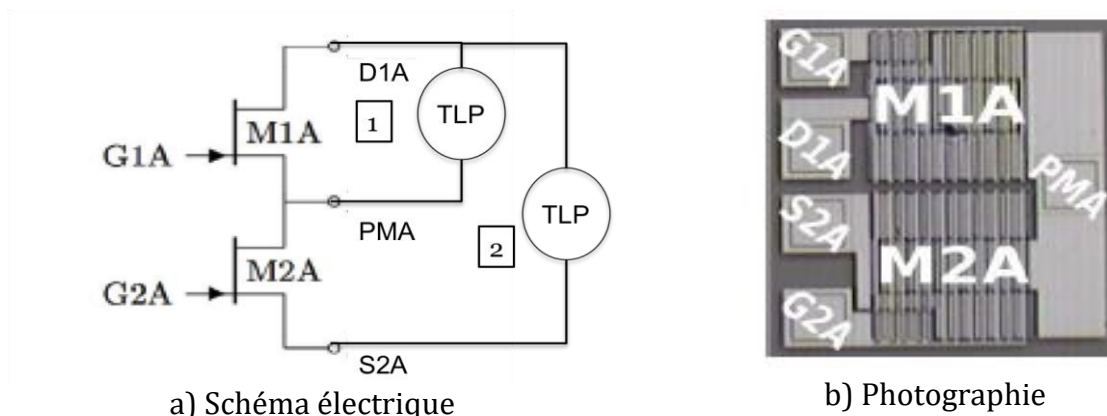 D1A
1
TLP
M1A
G1A
PMA
TLP
2
M2A
G2A
S2A
a) Schéma électrique
G1A
M1A
D1A
PMA
S2A
M2A
G2A
b) Photographie